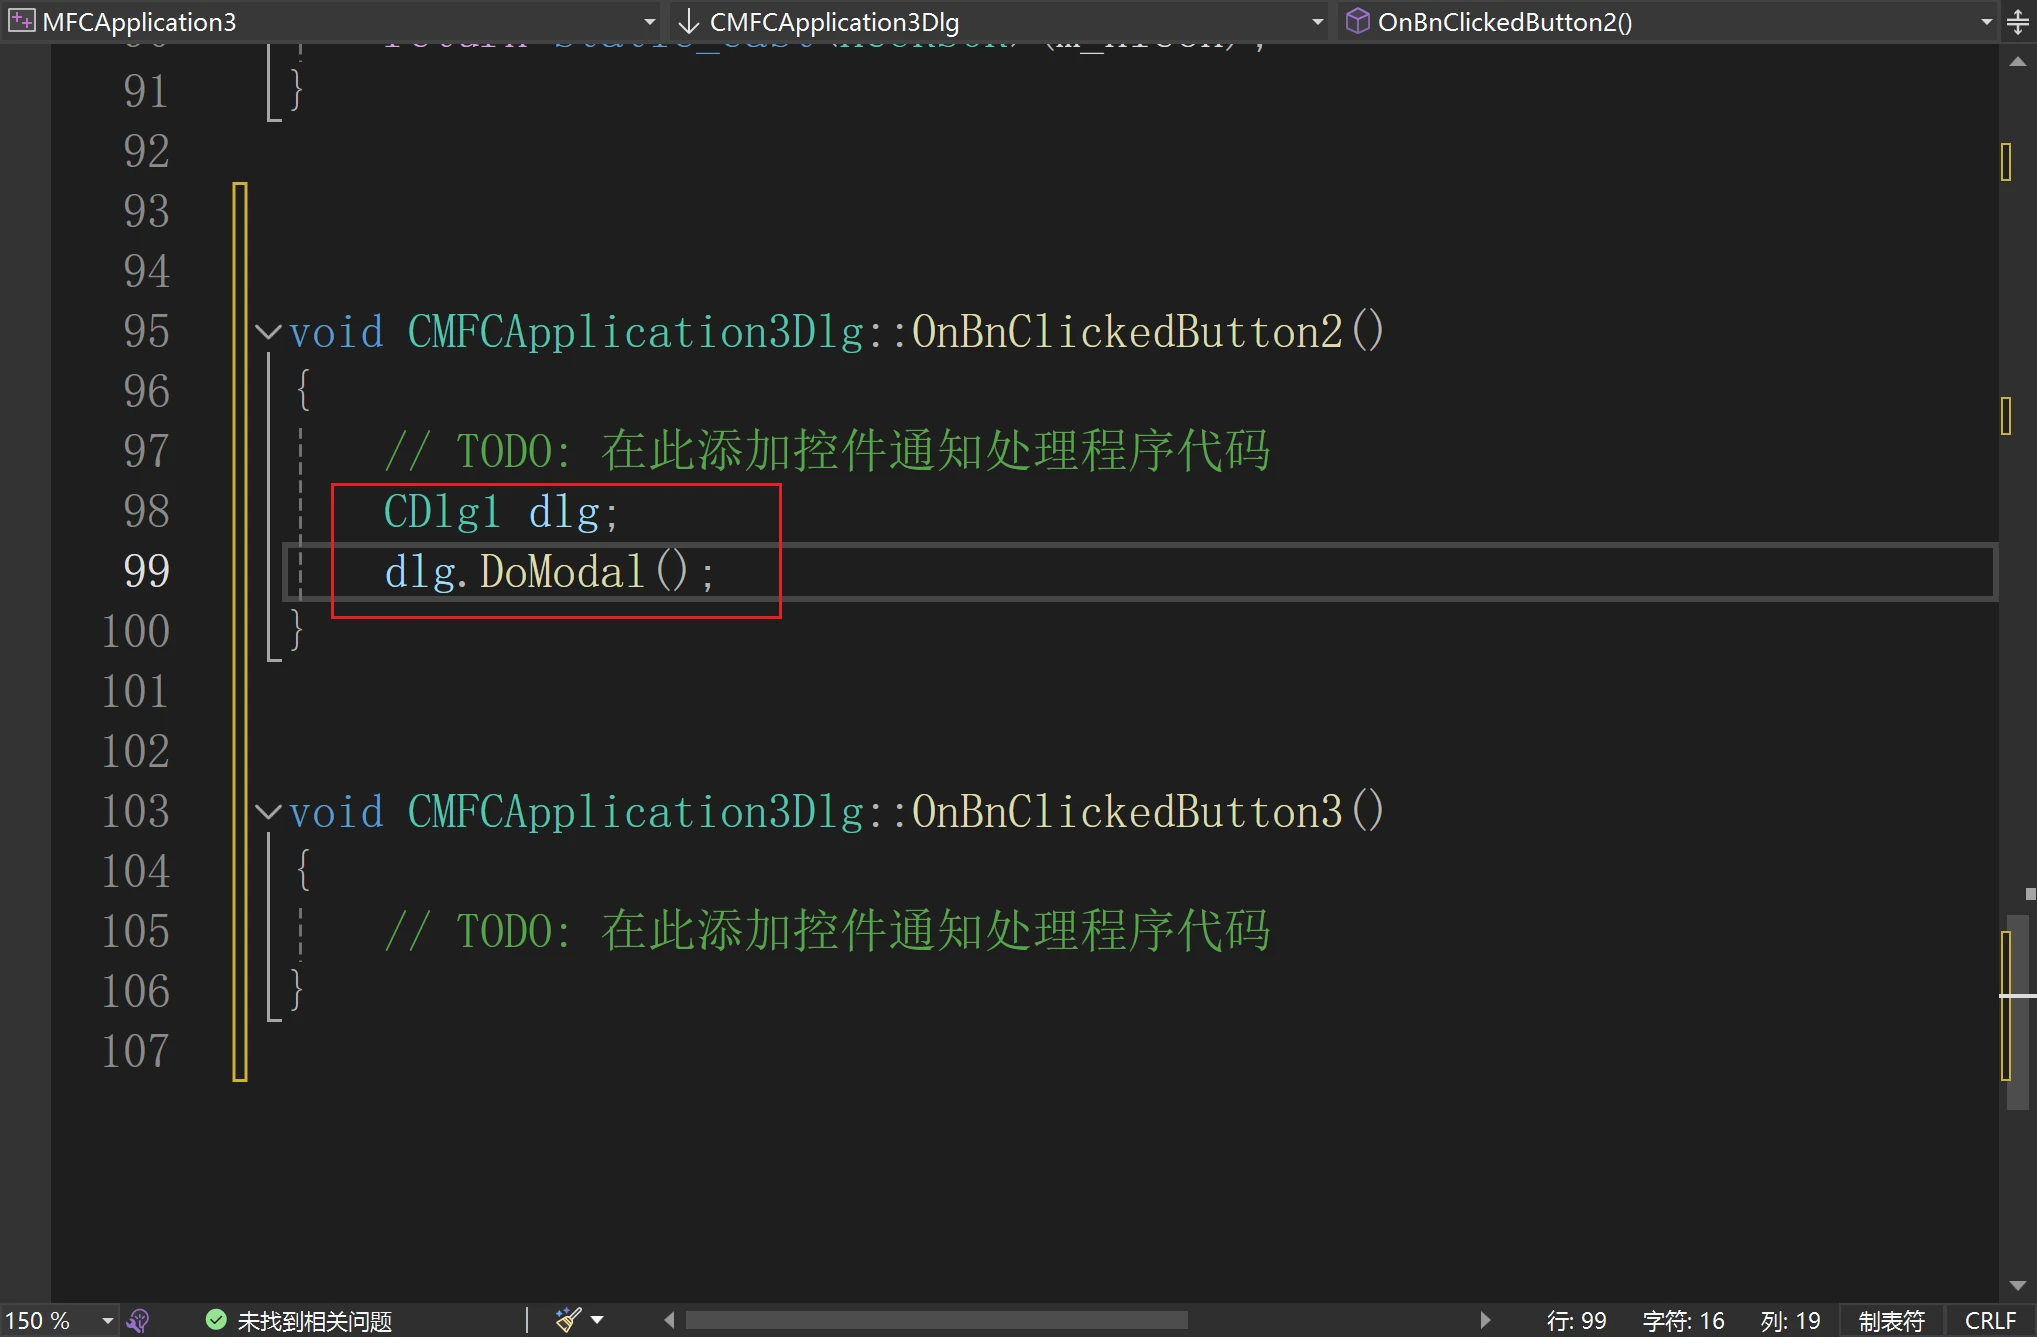 MFCApplication3 CMFCApplication3Dlg OnBnClickedButton2()
91 }
92
93
94
95 void CMFCApplication3Dlg::OnBnClickedButton2()
96 {
97 // TODO: 在此添加控件通知处理程序代码
98 CDlg1 dlg;
99 dlg.DoModal();
100 }
101
102
103 void CMFCApplication3Dlg::OnBnClickedButton3()
104 {
105 // TODO: 在此添加控件通知处理程序代码
106 }
107
150 % 未找到相关问题 行: 99 字符: 16 列: 19 制表符 CRLF